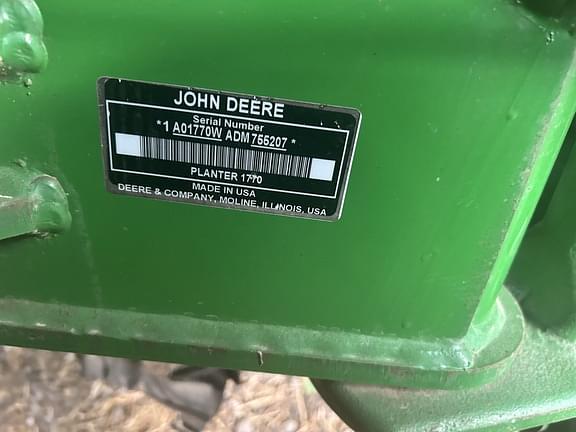 JOHN DEERE
Serial Number
*1 A01770W ADM 755207 *
PLANTER 1770
MADE IN USA
DEERE & COMPANY, MOLINE, ILLINOIS, USA